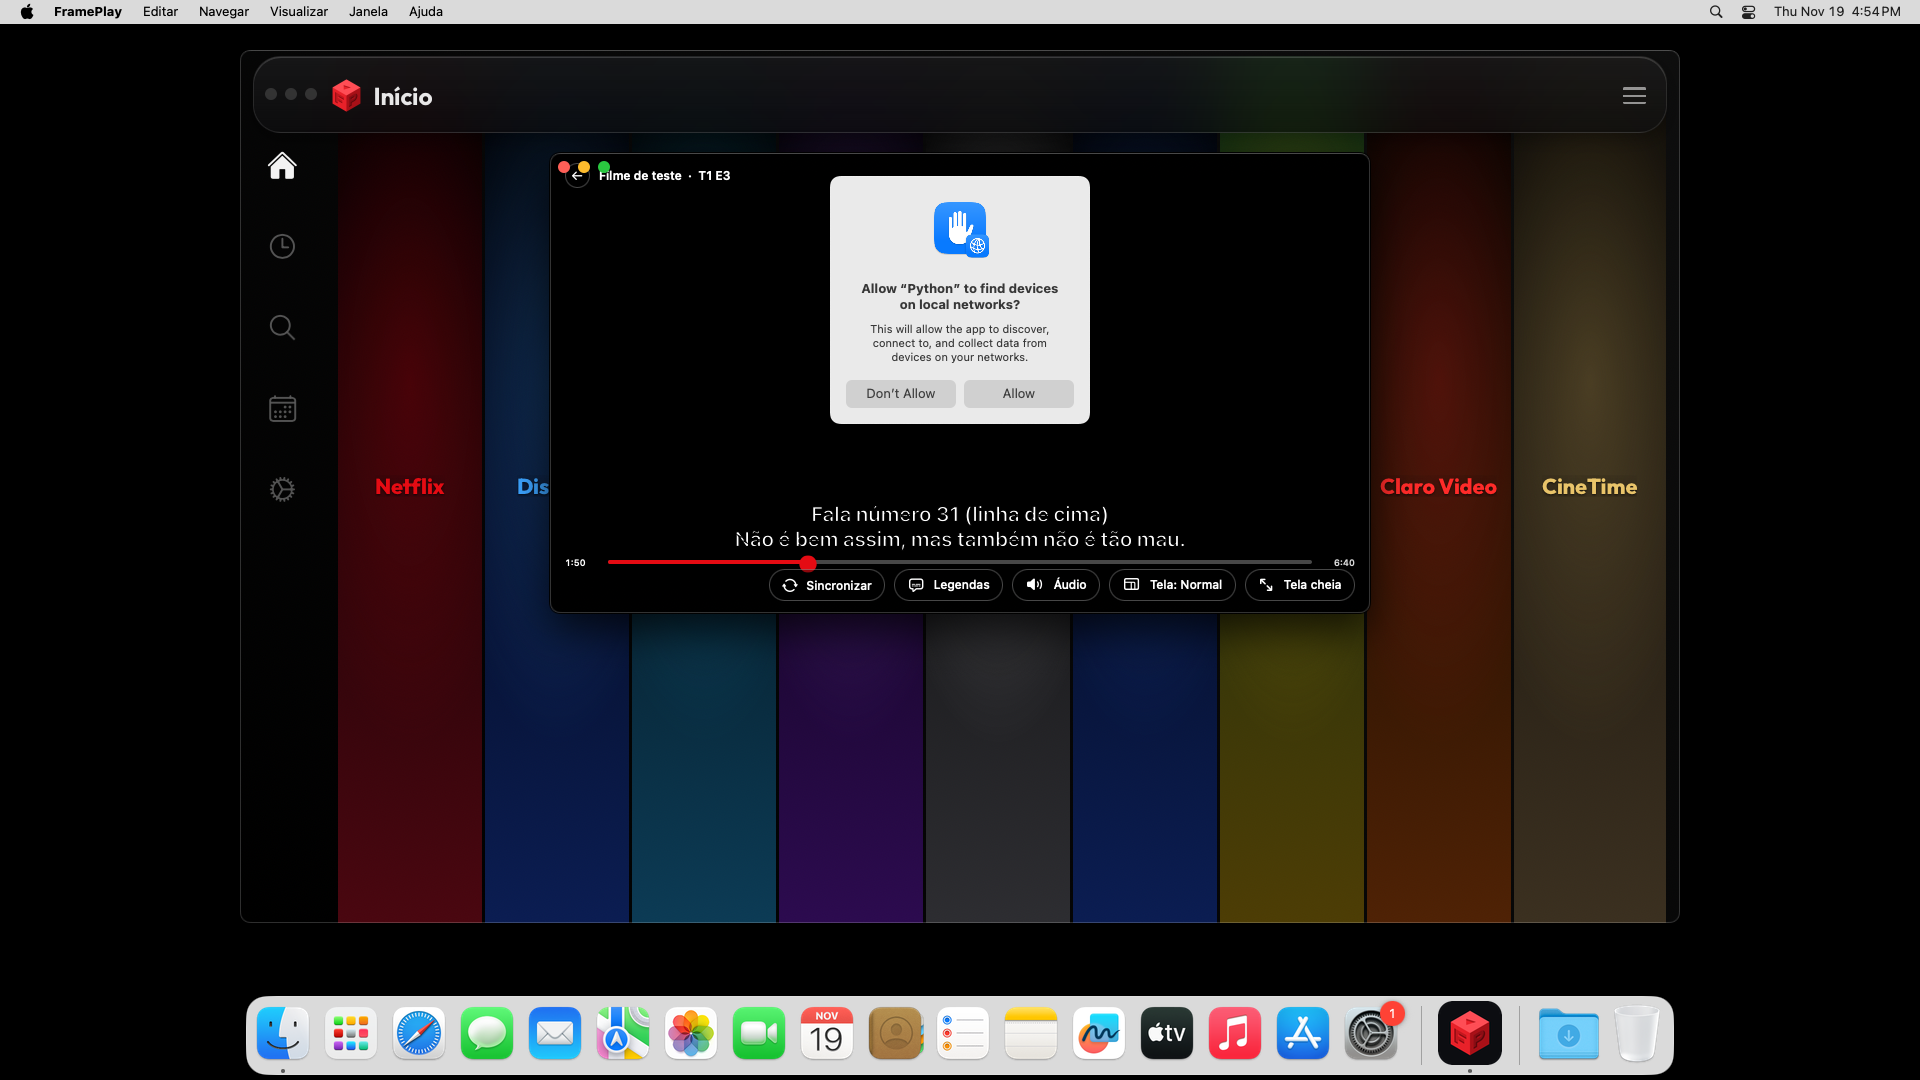 FramePlay Editar Navegar Visualizar Janela Ajuda
Thu Nov 19 4:54 PM
Início
Filme de teste · T1 E3
Allow “Python” to find devices
on local networks?
This will allow the app to discover,
connect to, and collect data from
devices on your networks.
Don’t Allow
Allow
Netflix
Dis
Claro Video
CineTime
Fala número 31 (linha de cima)
Não é bem assim, mas também não é tão mau.
1:50
6:40
Sincronizar
Legendas
Áudio
Tela: Normal
Tela cheia
NOV
19
tv
1